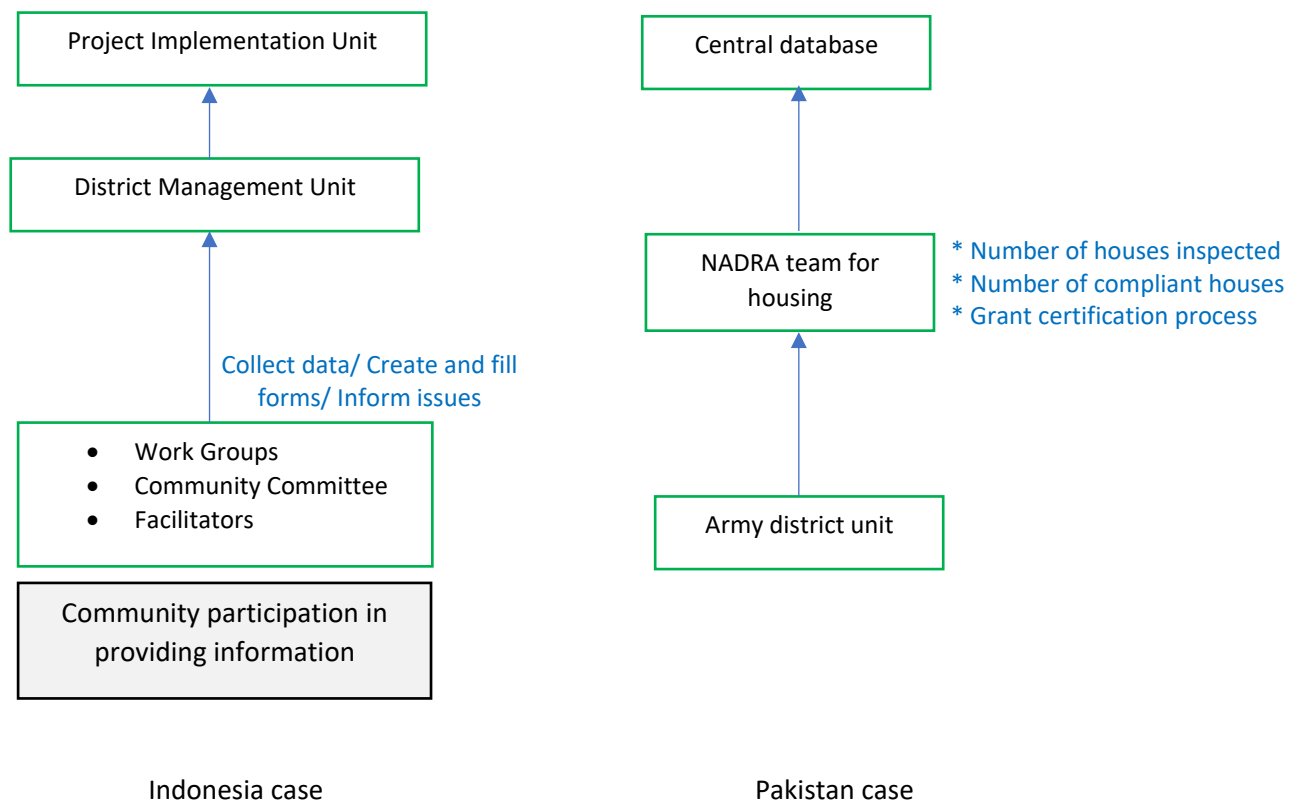 Project Implementation Unit
District Management Unit
Collect data/ Create and fill
forms/ Inform issues
• Work Groups
• Community Committee
• Facilitators
Community participation in
providing information
Indonesia case
Central database
NADRA team for
housing
* Number of houses inspected
* Number of compliant houses
* Grant certification process
Army district unit
Pakistan case